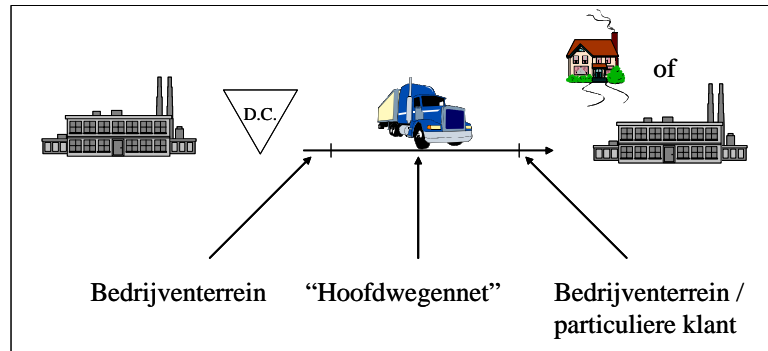 of
D.C.
Bedrijventerrein
“Hoofdwegennet”
Bedrijventerrein /
particuliere klant